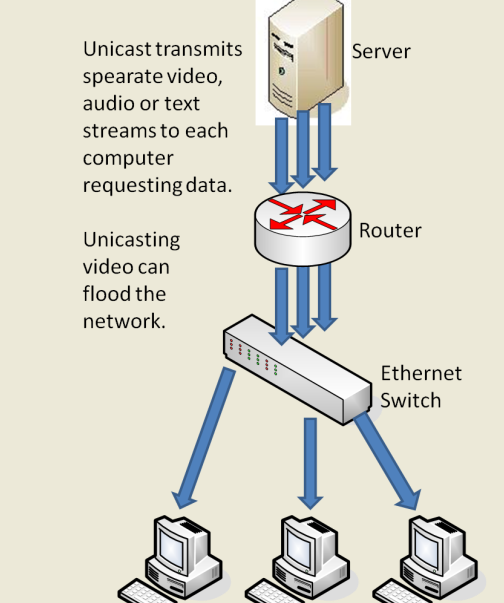 Unicast transmits
spearate video,
audio or text
streams to each
computer
requesting data.
Server
Unicasting
video can
flood the
network.
Router
Ethernet
Switch